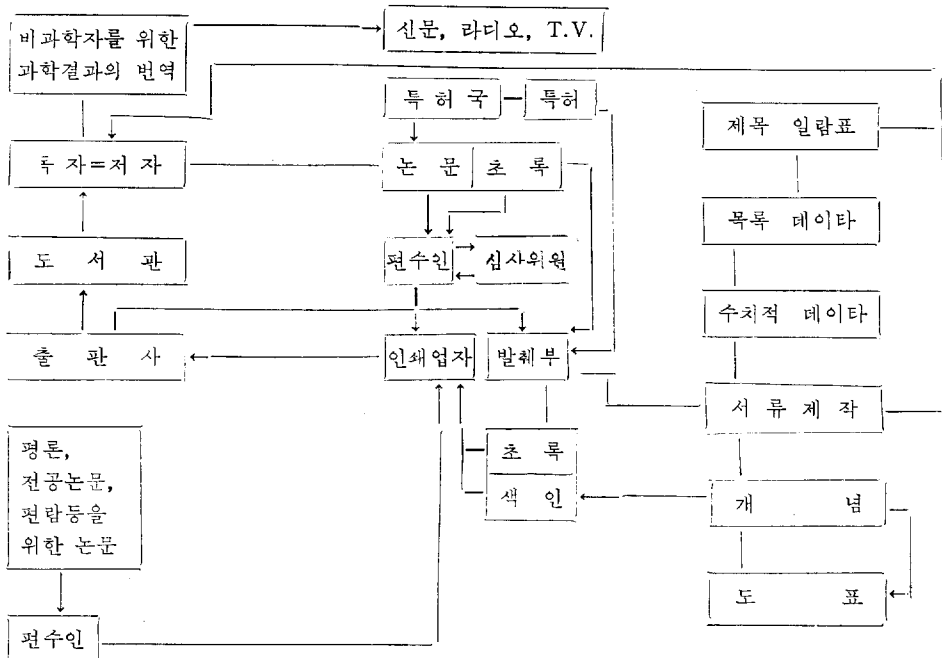 비과학자를 위한
과학결과의 번역
신문, 라디오, T.V.
특 허 국
특허
제목 일람표
독 자=저 자
논 문
초 록
목록 데이타
도 서 관
편수인
심사위원
수치적 데이타
출 판 사
인쇄업자
발췌부
서 류 제 작
평론,
전공논문,
편람등을
위한 논문
초 록
색 인
개 념
도 표
편수인